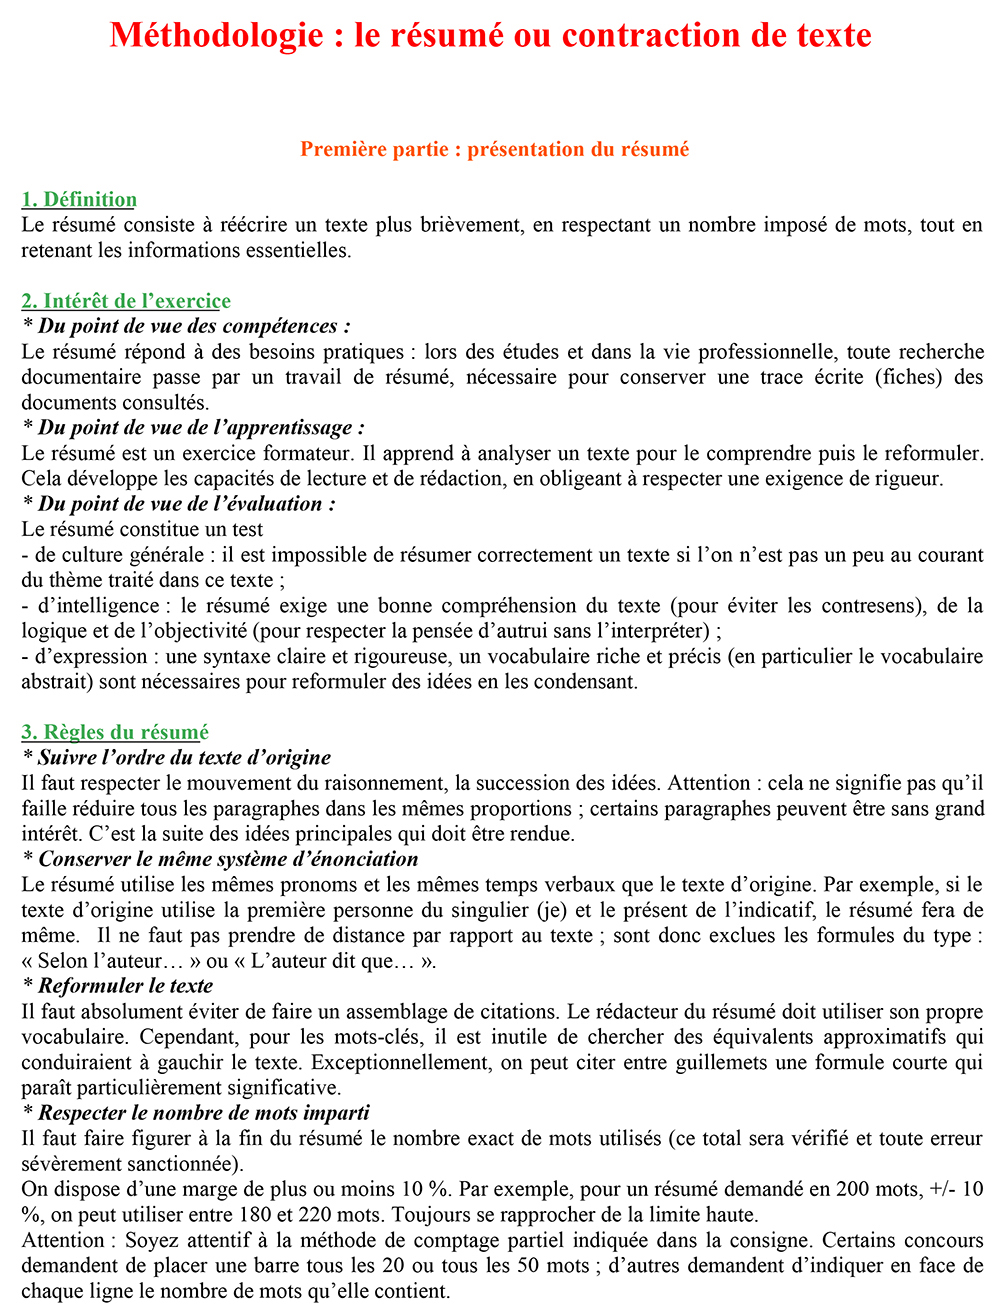 Méthodologie : le résumé ou contraction de texte
Première partie : présentation du résumé
1. Définition
Le résumé consiste à réécrire un texte plus brièvement, en respectant un nombre imposé de mots, tout en
retenant les informations essentielles.
2. Intérêt de l’exercice
* Du point de vue des compétences :
Le résumé répond à des besoins pratiques : lors des études et dans la vie professionnelle, toute recherche
documentaire passe par un travail de résumé, nécessaire pour conserver une trace écrite (fiches) des
documents consultés.
* Du point de vue de l’apprentissage :
Le résumé est un exercice formateur. Il apprend à analyser un texte pour le comprendre puis le reformuler.
Cela développe les capacités de lecture et de rédaction, en obligeant à respecter une exigence de rigueur.
* Du point de vue de l’évaluation :
Le résumé constitue un test
- de culture générale : il est impossible de résumer correctement un texte si l’on n’est pas un peu au courant
du thème traité dans ce texte ;
- d’intelligence : le résumé exige une bonne compréhension du texte (pour éviter les contresens), de la
logique et de l’objectivité (pour respecter la pensée d’autrui sans l’interpréter) ;
- d’expression : une syntaxe claire et rigoureuse, un vocabulaire riche et précis (en particulier le vocabulaire
abstrait) sont nécessaires pour reformuler des idées en les condensant.
3. Règles du résumé
* Suivre l’ordre du texte d’origine
Il faut respecter le mouvement du raisonnement, la succession des idées. Attention : cela ne signifie pas qu’il
faille réduire tous les paragraphes dans les mêmes proportions ; certains paragraphes peuvent être sans grand
intérêt. C’est la suite des idées principales qui doit être rendue.
* Conserver le même système d’énonciation
Le résumé utilise les mêmes pronoms et les mêmes temps verbaux que le texte d’origine. Par exemple, si le
texte d’origine utilise la première personne du singulier (je) et le présent de l’indicatif, le résumé fera de
même. Il ne faut pas prendre de distance par rapport au texte ; sont donc exclues les formules du type :
« Selon l’auteur… » ou « L’auteur dit que… ».
* Reformuler le texte
Il faut absolument éviter de faire un assemblage de citations. Le rédacteur du résumé doit utiliser son propre
vocabulaire. Cependant, pour les mots-clés, il est inutile de chercher des équivalents approximatifs qui
conduiraient à gauchir le texte. Exceptionnellement, on peut citer entre guillemets une formule courte qui
paraît particulièrement significative.
* Respecter le nombre de mots imparti
Il faut faire figurer à la fin du résumé le nombre exact de mots utilisés (ce total sera vérifié et toute erreur
sévèrement sanctionnée).
On dispose d’une marge de plus ou moins 10 %. Par exemple, pour un résumé demandé en 200 mots, +/- 10
%, on peut utiliser entre 180 et 220 mots. Toujours se rapprocher de la limite haute.
Attention : Soyez attentif à la méthode de comptage partiel indiquée dans la consigne. Certains concours
demandent de placer une barre tous les 20 ou tous les 50 mots ; d’autres demandent d’indiquer en face de
chaque ligne le nombre de mots qu’elle contient.